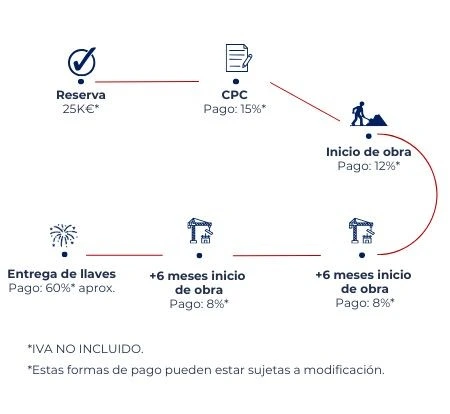 Reserva
25K€*
CPC
Pago: 15%*
Inicio de obra
Pago: 12%*
+6 meses inicio
de obra
Pago: 8%*
+6 meses inicio
de obra
Pago: 8%*
Entrega de llaves
Pago: 60%* aprox.
*IVA NO INCLUIDO.
*Estas formas de pago pueden estar sujetas a modificación.